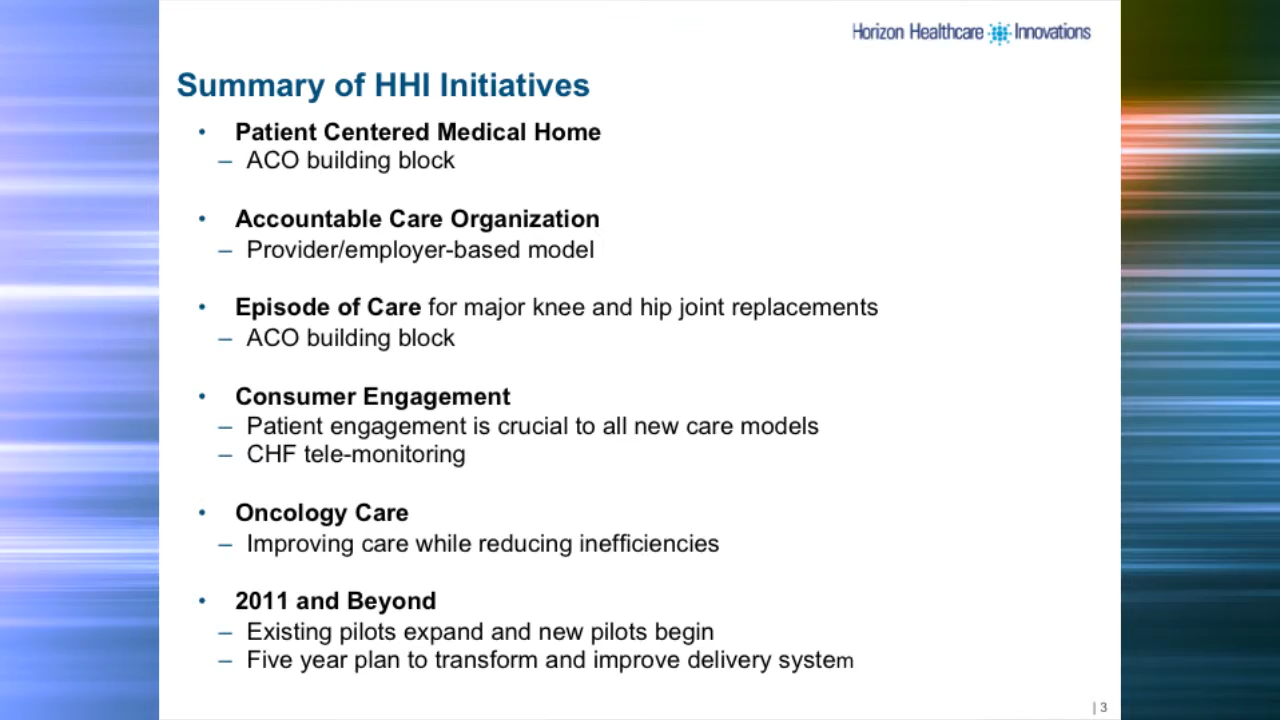 Horizon Healthcare Innovations
Summary of HHI Initiatives
• Patient Centered Medical Home
– ACO building block
• Accountable Care Organization
– Provider/employer-based model
• Episode of Care for major knee and hip joint replacements
– ACO building block
• Consumer Engagement
– Patient engagement is crucial to all new care models
– CHF tele-monitoring
• Oncology Care
– Improving care while reducing inefficiencies
• 2011 and Beyond
– Existing pilots expand and new pilots begin
– Five year plan to transform and improve delivery system
| 3